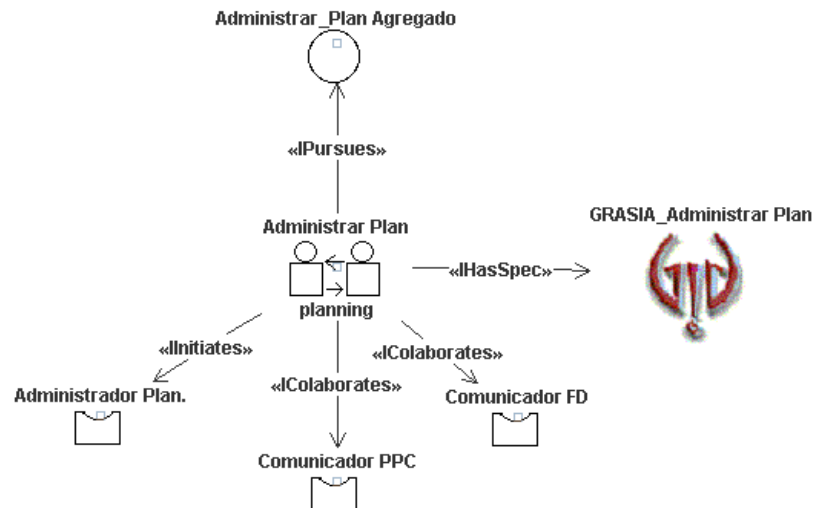 Administrar_Plan Agregado
«IPursues»
Administrar Plan
planning
GRASIA_Administrar Plan
«IHasSpec»
«IInitiates»
«IColaborates»
«IColaborates»
Administrador Plan.
Comunicador FD
Comunicador PPC